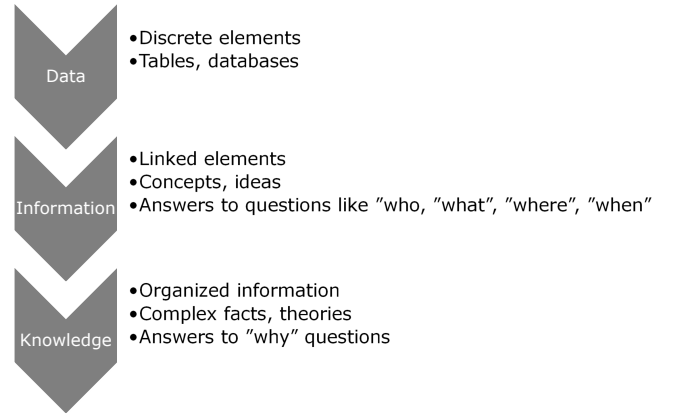 Data
•Discrete elements
•Tables, databases
Information
•Linked elements
•Concepts, ideas
•Answers to questions like ”who, ”what”, ”where”, ”when”
Knowledge
•Organized information
•Complex facts, theories
•Answers to ”why” questions